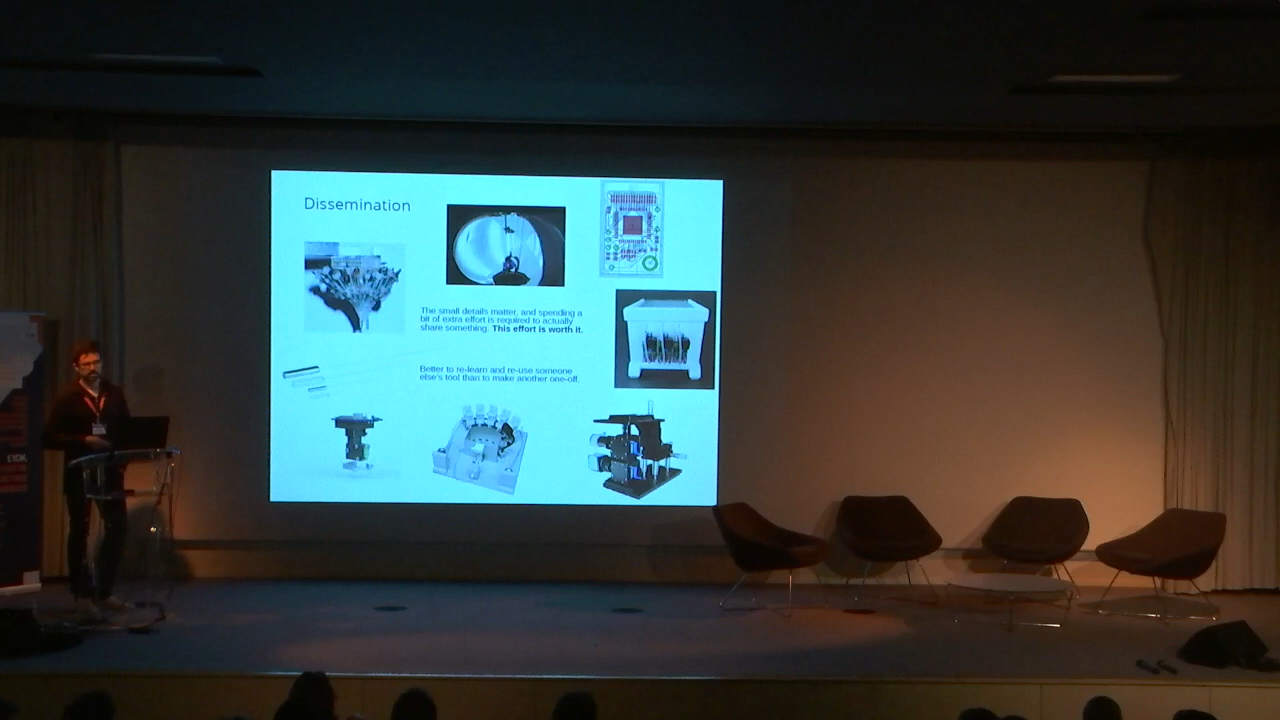 Dissemination
The small details matter, and spending a
bit of extra effort is required to actually
share something. This effort is worth it.
Better to re-learn and re-use someone
else's tool than to make another one-off.